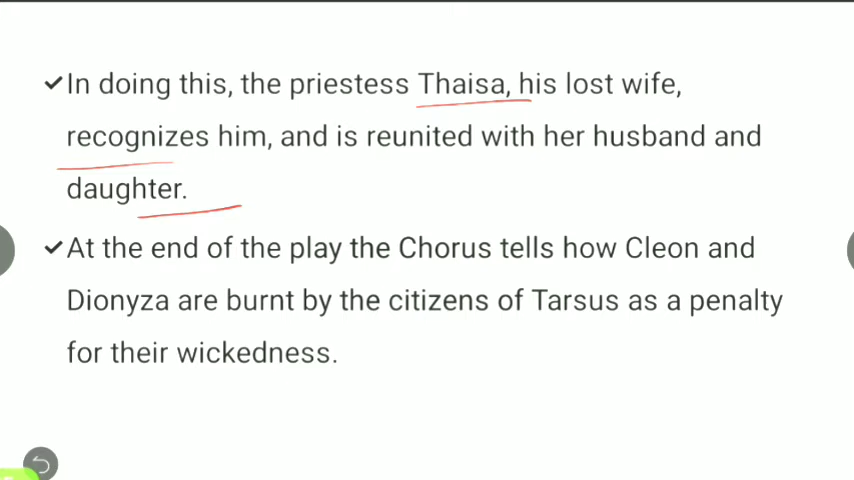 ✓In doing this, the priestess Thaisa, his lost wife,
recognizes him, and is reunited with her husband and
daughter.
✓At the end of the play the Chorus tells how Cleon and
Dionyza are burnt by the citizens of Tarsus as a penalty
for their wickedness.